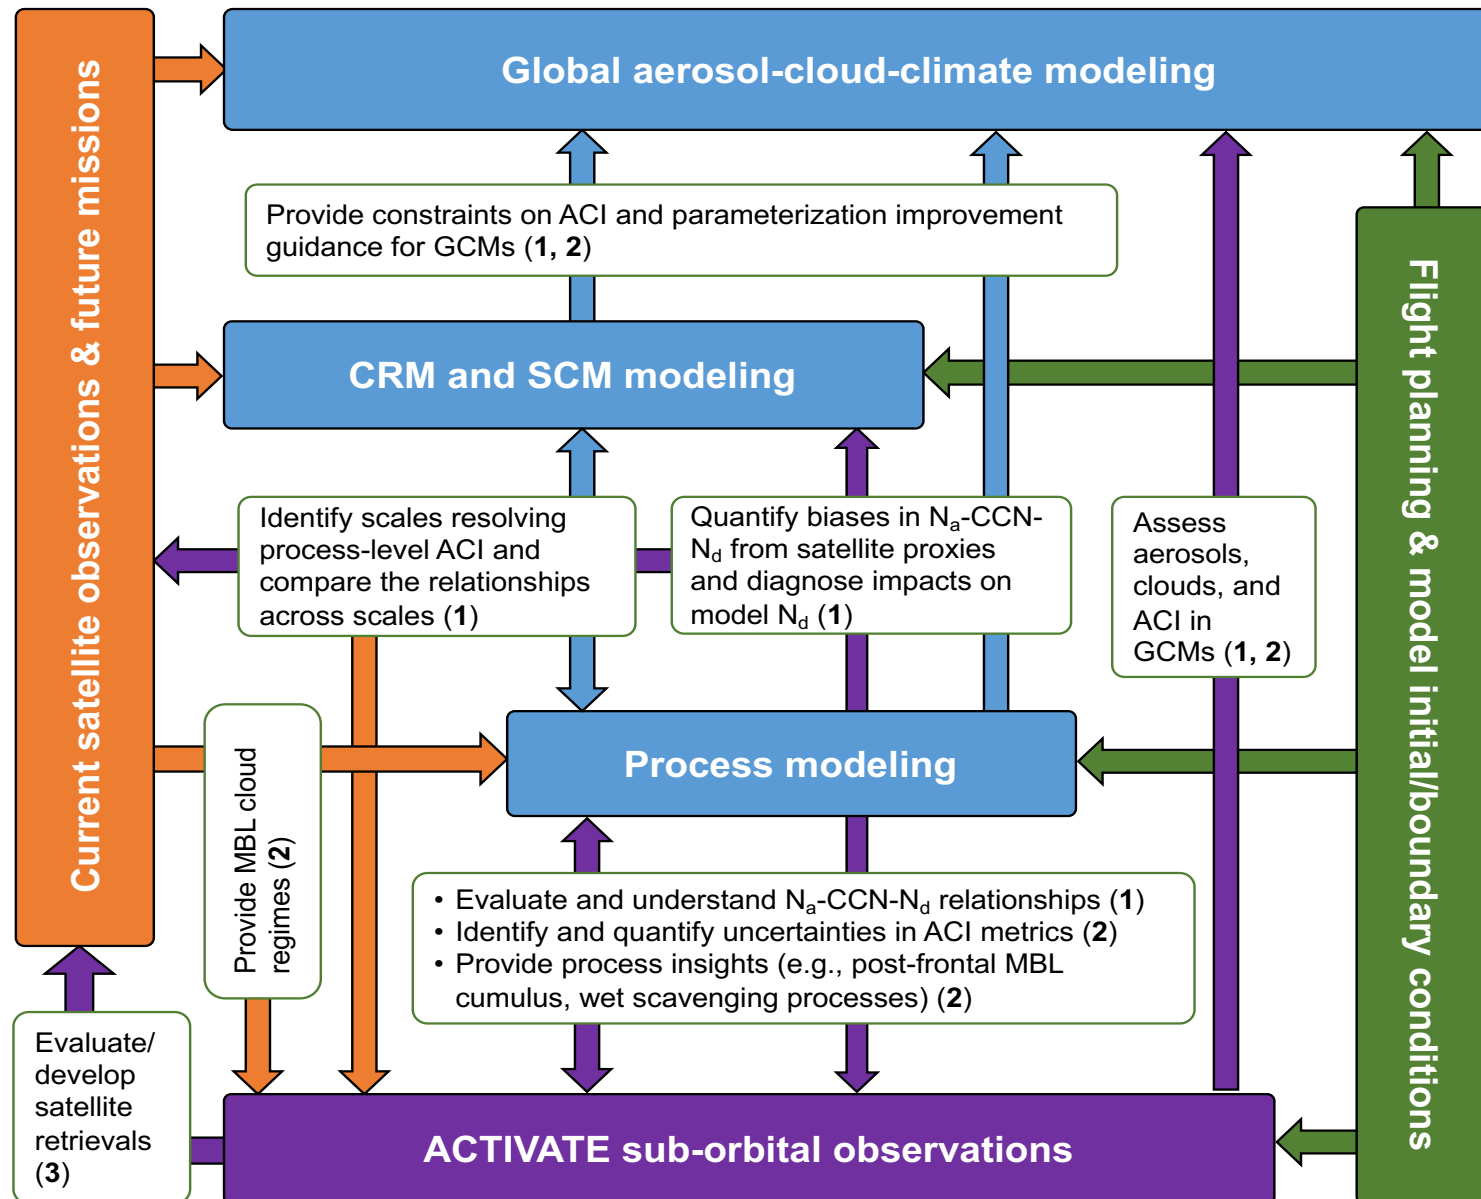 Current satellite observations & future missions
Global aerosol-cloud-climate modeling
Provide constraints on ACI and parameterization improvement
guidance for GCMs (1, 2)
Flight planning & model initial/boundary conditions
CRM and SCM modeling
Identify scales resolving
process-level ACI and
compare the relationships
across scales (1)
Quantify biases in Na-CCN-
Nd from satellite proxies
and diagnose impacts on
model Nd (1)
Assess
aerosols,
clouds, and
ACI in
GCMs (1, 2)
Process modeling
Provide MBL cloud
regimes (2)
• Evaluate and understand Na-CCN-Nd relationships (1)
• Identify and quantify uncertainties in ACI metrics (2)
• Provide process insights (e.g., post-frontal MBL
cumulus, wet scavenging processes) (2)
Evaluate/
develop
satellite
retrievals
(3)
ACTIVATE sub-orbital observations